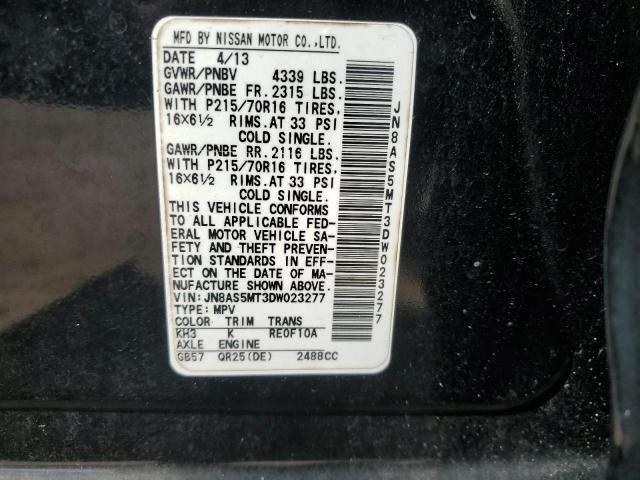 MFD BY NISSAN MOTOR CO.,LTD.
DATE 4/13
GVWR/PNBV 4339 LBS.
GAWR/PNBE FR. 2315 LBS.
WITH P215/70R16 TIRES,
16X6½ RIMS.AT 33 PSI
COLD SINGLE.
GAWR/PNBE RR. 2116 LBS.
WITH P215/70R16 TIRES,
16X6½ RIMS.AT 33 PSI
COLD SINGLE.
THIS VEHICLE CONFORMS
TO ALL APPLICABLE FED-
ERAL MOTOR VEHICLE SA-
FETY AND THEFT PREVEN-
TION STANDARDS IN EFF-
ECT ON THE DATE OF MA-
NUFACTURE SHOWN ABOVE.
VIN: JN8AS5MT3DW023277
TYPE: MPV
COLOR TRIM TRANS
KH3 K RE0F10A
AXLE ENGINE
GB57 QR25(DE) 2488CC
JN8AS5MT3DW023277